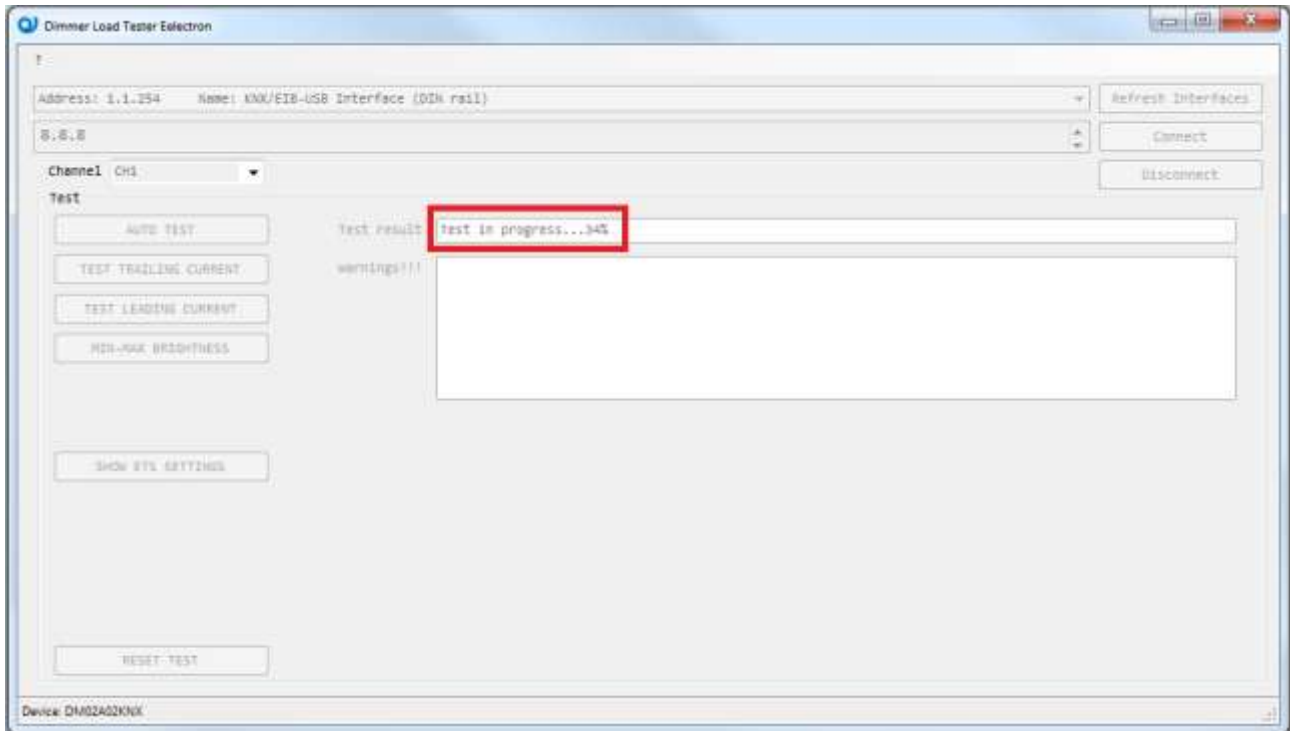 Dimmer Load Tester Eelectron
?
Address: 1.1.254 Name: KNX/EIB-USB Interface (DIN rail)
Refresh Interfaces
8.8.8
Connect
Channel CH1
Disconnect
Test
AUTO TEST
Test result
Test in progress...34%
TEST TRAILING CURRENT
warnings!!!
TEST LEADING CURRENT
MIN-MAX BRIGHTNESS
SHOW ETS SETTINGS
RESET TEST
Device: DM02A02KNX